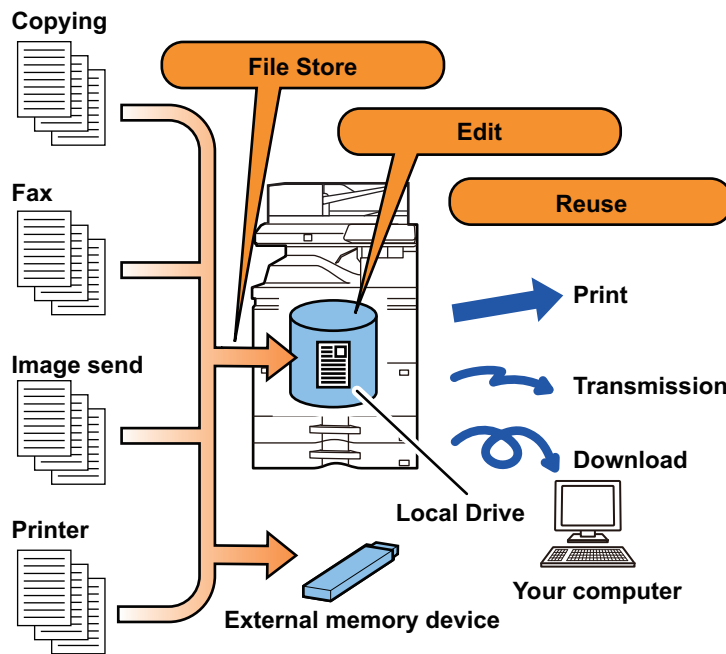 Copying
File Store
Edit
Fax
Reuse
Print
Image send
Transmission
Download
Local Drive
Printer
Your computer
External memory device